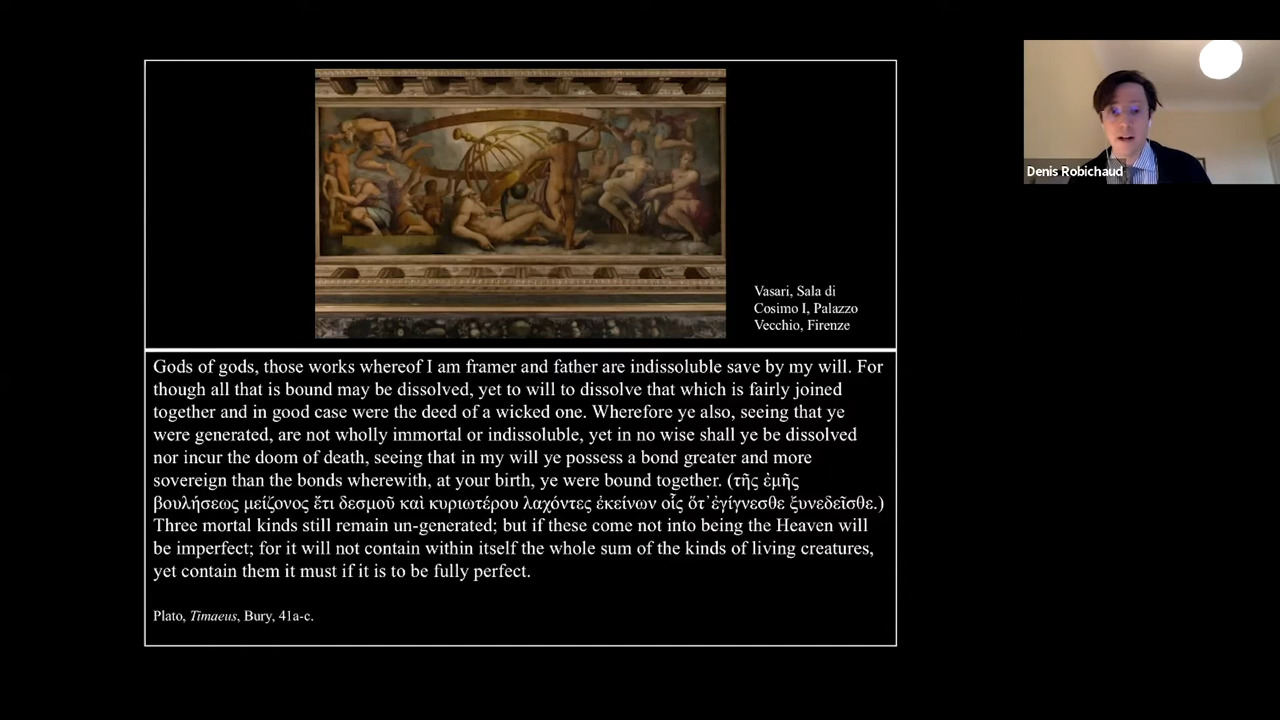 Denis Robichaud
Vasari, Sala di
Cosimo I, Palazzo
Vecchio, Firenze
Gods of gods, those works whereof I am framer and father are indissoluble save by my will. For
though all that is bound may be dissolved, yet to will to dissolve that which is fairly joined
together and in good case were the deed of a wicked one. Wherefore ye also, seeing that ye
were generated, are not wholly immortal or indissoluble, yet in no wise shall ye be dissolved
nor incur the doom of death, seeing that in my will ye possess a bond greater and more
sovereign than the bonds wherewith, at your birth, ye were bound together. (τῆς ἐμῆς
βουλήσεως μείζονος ἔτι δεσμοῦ καὶ κυριωτέρου λαχόντες ἐκείνων οἷς ὅτ᾽ἐγίγνεσθε ξυνεδεῖσθε.)
Three mortal kinds still remain un-generated; but if these come not into being the Heaven will
be imperfect; for it will not contain within itself the whole sum of the kinds of living creatures,
yet contain them it must if it is to be fully perfect.
Plato, Timaeus, Bury, 41a-c.